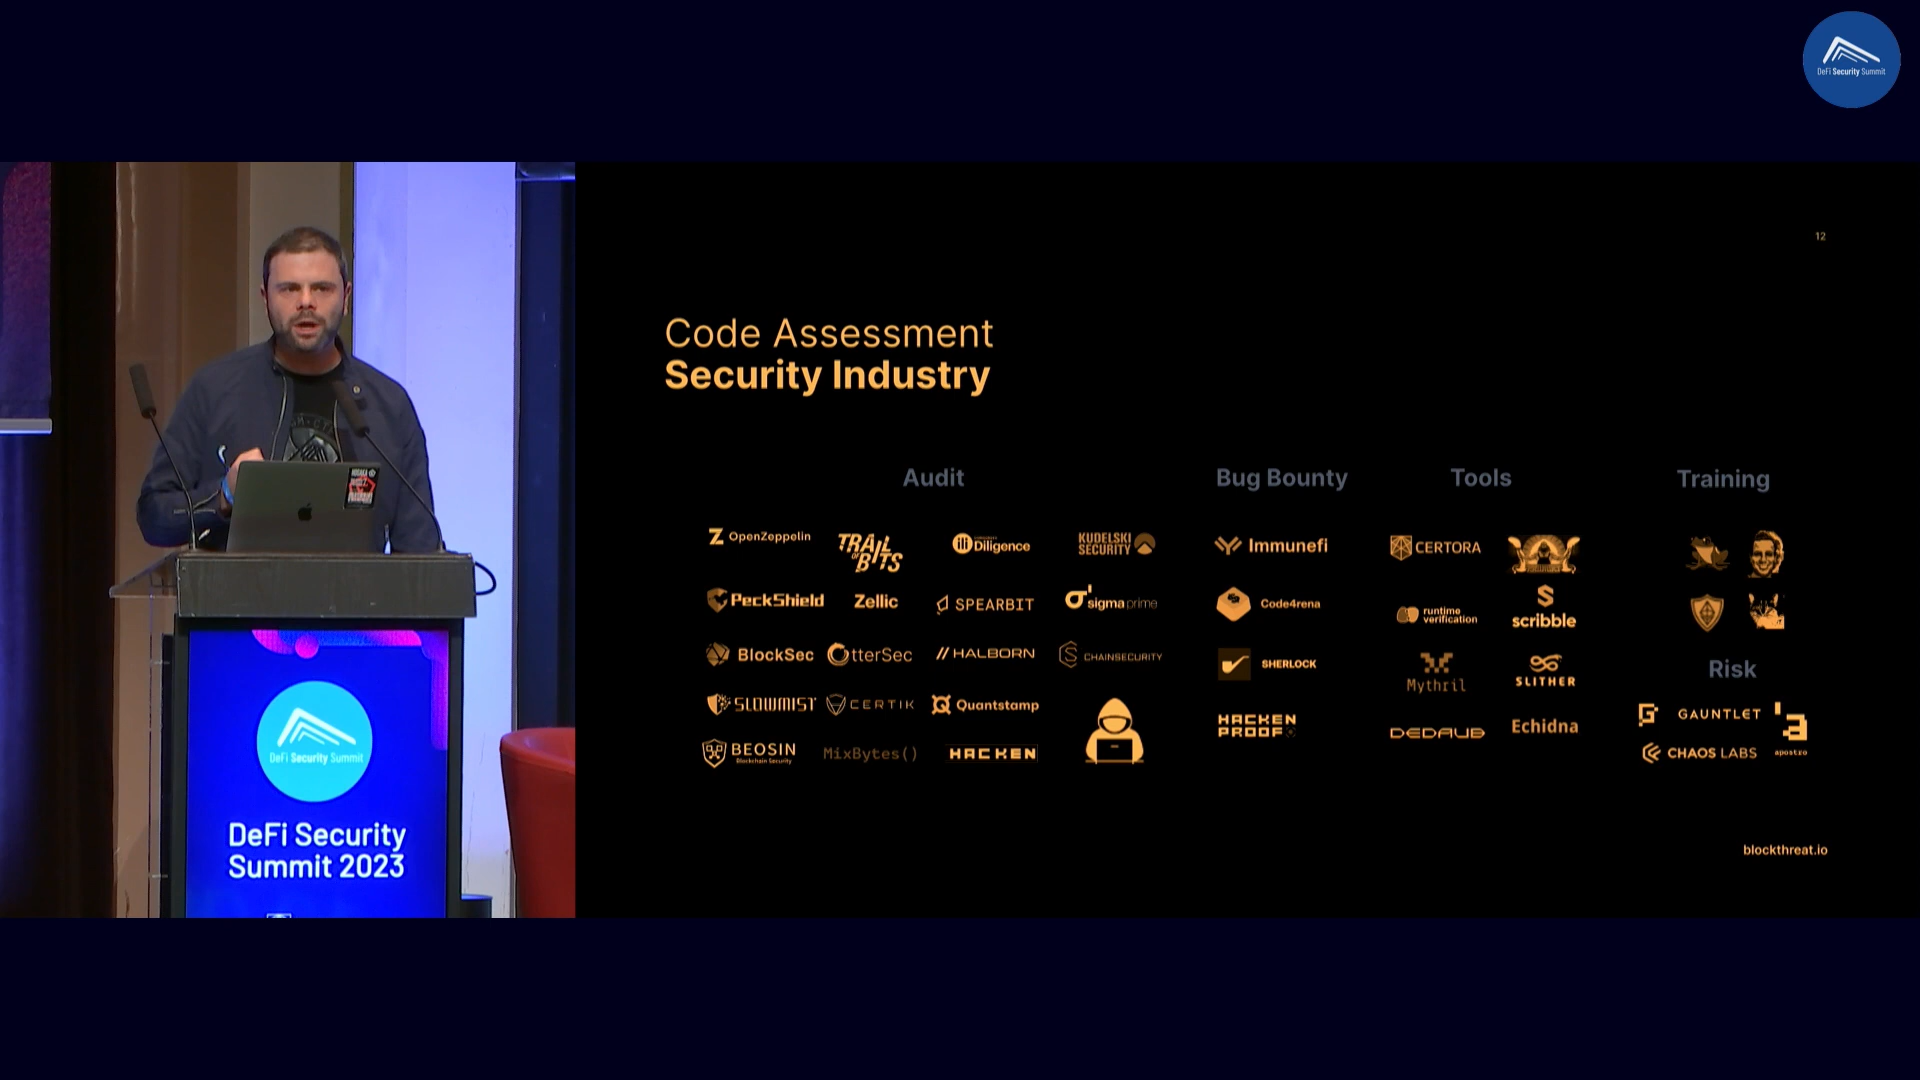 DeFi Security Summit
12
Code Assessment
Security Industry
Audit
Bug Bounty
Tools
Training
OpenZeppelin
TRAIL OF BITS
Diligence
KUDELSKI SECURITY
Immunefi
CERTORA
PeckShield
Zellic
SPEARBIT
sigma prime
Code4rena
runtime verification
scribble
BlockSec
OtterSec
HALBORN
CHAINSECURITY
SHERLOCK
Mythril
SLITHER
Risk
SLOWMIST
CERTIK
Quantstamp
HACKEN PROOF
DEDAUB
Echidna
GAUNTLET
BEOSIN
Blockchain Security
MixBytes()
HACKEN
CHAOS LABS
apostro
blockthreat.io
DeFi Security Summit
DeFi Security
Summit 2023